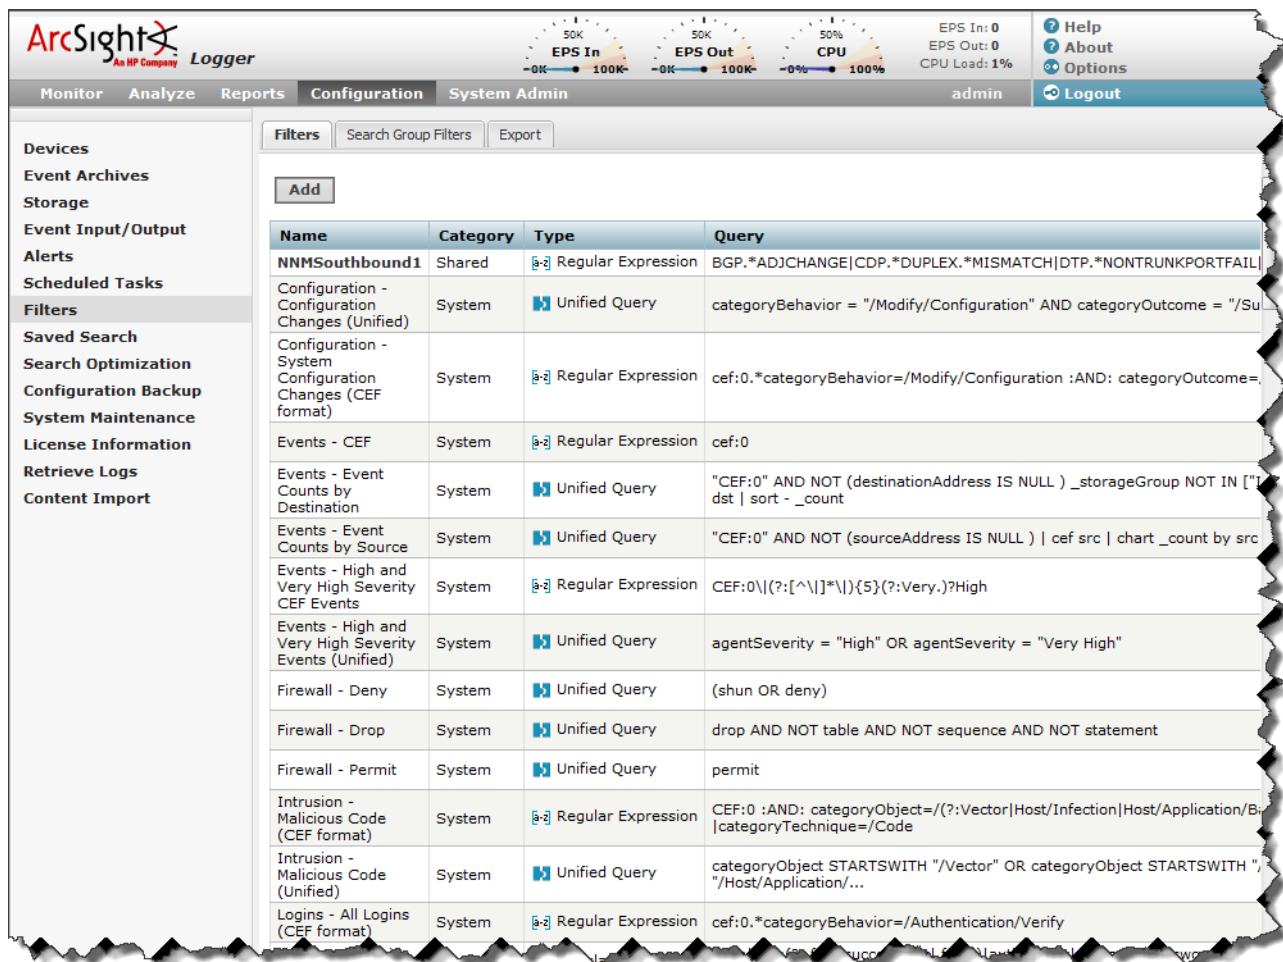 ArcSight
An HP Company
Logger
50K
EPS In
0K
100K
50K
EPS Out
0K
100K
50%
CPU
0%
100%
EPS In: 0
EPS Out: 0
CPU Load: 1%
Help
About
Options
Monitor Analyze Reports Configuration System Admin admin Logout
Devices
Event Archives
Storage
Event Input/Output
Alerts
Scheduled Tasks
Filters
Saved Search
Search Optimization
Configuration Backup
System Maintenance
License Information
Retrieve Logs
Content Import
Filters Search Group Filters Export
Add
Name Category Type Query
NNMSouthbound1 Shared [a-z] Regular Expression BGP.*ADJCHANGE|CDP.*DUPLEX.*MISMATCH|DTP.*NONTRUNKPORTFAIL|
Configuration -
Configuration
Changes (Unified)
System Unified Query categoryBehavior = "/Modify/Configuration" AND categoryOutcome = "/Su
Configuration -
System
Configuration
Changes (CEF
format)
System [a-z] Regular Expression cef:0.*categoryBehavior=/Modify/Configuration :AND: categoryOutcome=
Events - CEF System [a-z] Regular Expression cef:0
Events - Event
Counts by
Destination
System Unified Query "CEF:0" AND NOT (destinationAddress IS NULL ) _storageGroup NOT IN ["I
dst | sort - _count
Events - Event
Counts by Source
System Unified Query "CEF:0" AND NOT (sourceAddress IS NULL ) | cef src | chart _count by src
Events - High and
Very High Severity
CEF Events
System [a-z] Regular Expression CEF:0\|(?:[^\|]*\|){5}(?:Very.)?High
Events - High and
Very High Severity
Events (Unified)
System Unified Query agentSeverity = "High" OR agentSeverity = "Very High"
Firewall - Deny System Unified Query (shun OR deny)
Firewall - Drop System Unified Query drop AND NOT table AND NOT sequence AND NOT statement
Firewall - Permit System Unified Query permit
Intrusion -
Malicious Code
(CEF format)
System [a-z] Regular Expression CEF:0 :AND: categoryObject=/(?:Vector|Host/Infection|Host/Application/Ba
|categoryTechnique=/Code
Intrusion -
Malicious Code
(Unified)
System Unified Query categoryObject STARTSWITH "/Vector" OR categoryObject STARTSWITH "/
"/Host/Application/...
Logins - All Logins
(CEF format)
System [a-z] Regular Expression cef:0.*categoryBehavior=/Authentication/Verify